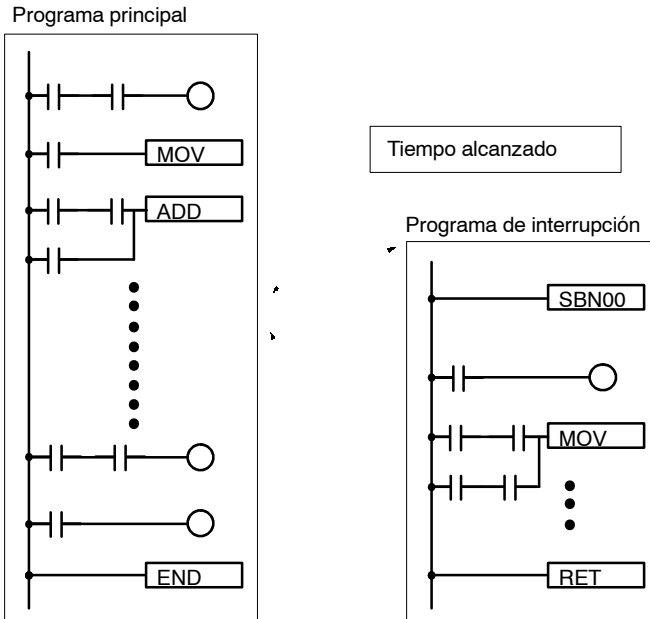 Programa principal
MOV
ADD
END
Tiempo alcanzado
Programa de interrupción
SBN00
MOV
RET